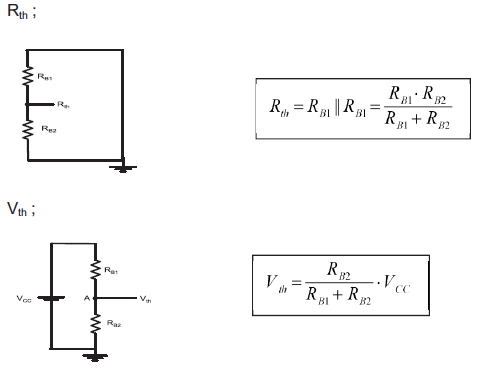 Rth ;
RB1
Rth
RB2
Rth = RB1 || RB1 = RB1 · RB2 / RB1 + RB2
Vth ;
RB1
VCC
A
Vth
RB2
Vth = RB2 / RB1 + RB2 · VCC